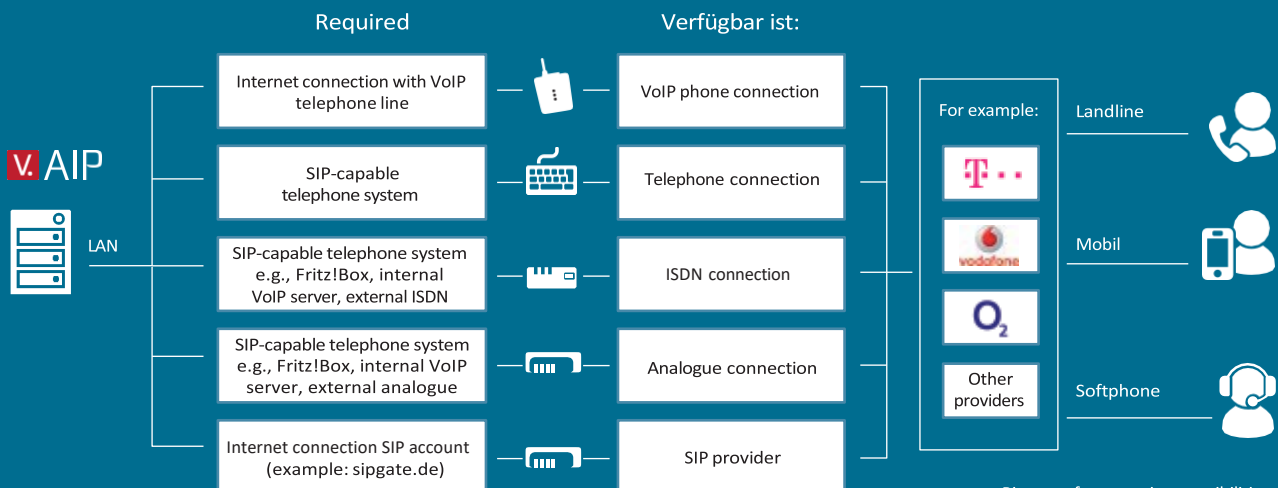 Required
Verfügbar ist:
Internet connection with VoIP
telephone line
VoIP phone connection
For example:
Landline
V. AIP
SIP-capable
telephone system
Telephone connection
T
LAN
SIP-capable telephone system
e.g., Fritz!Box, internal
VoIP server, external ISDN
ISDN connection
vodafone
Mobil
O2
SIP-capable telephone system
e.g., Fritz!Box, internal VoIP
server, external analogue
Analogue connection
Other
providers
Softphone
Internet connection SIP account
(example: sipgate.de)
SIP provider